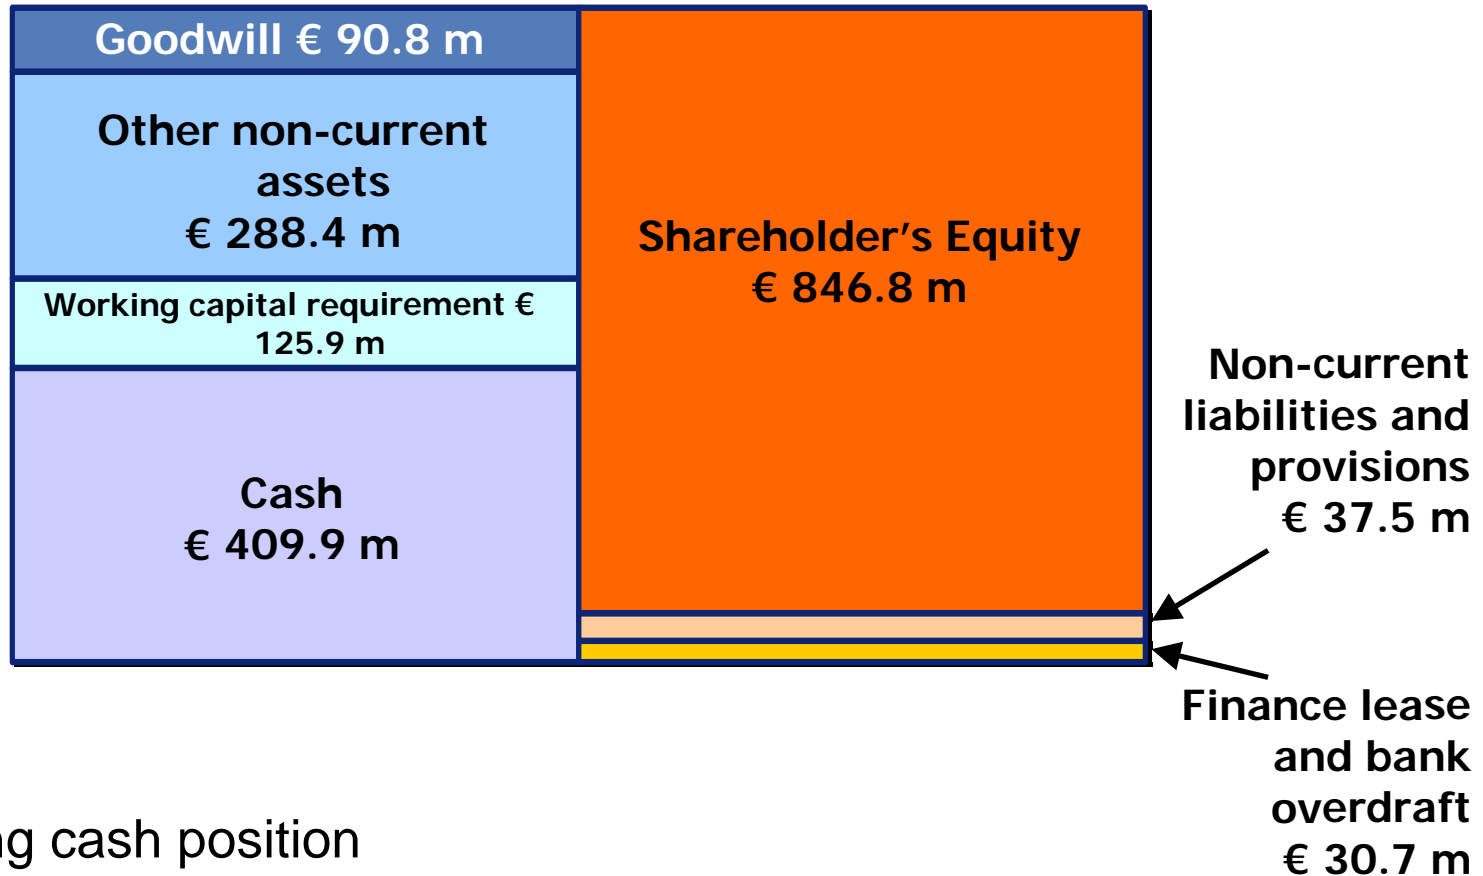 Goodwill € 90.8 m
Other non-current
assets
€ 288.4 m
Working capital requirement €
125.9 m
Cash
€ 409.9 m
Shareholder’s Equity
€ 846.8 m
Non-current
liabilities and
provisions
€ 37.5 m
Finance lease
and bank
overdraft
€ 30.7 m
cash position